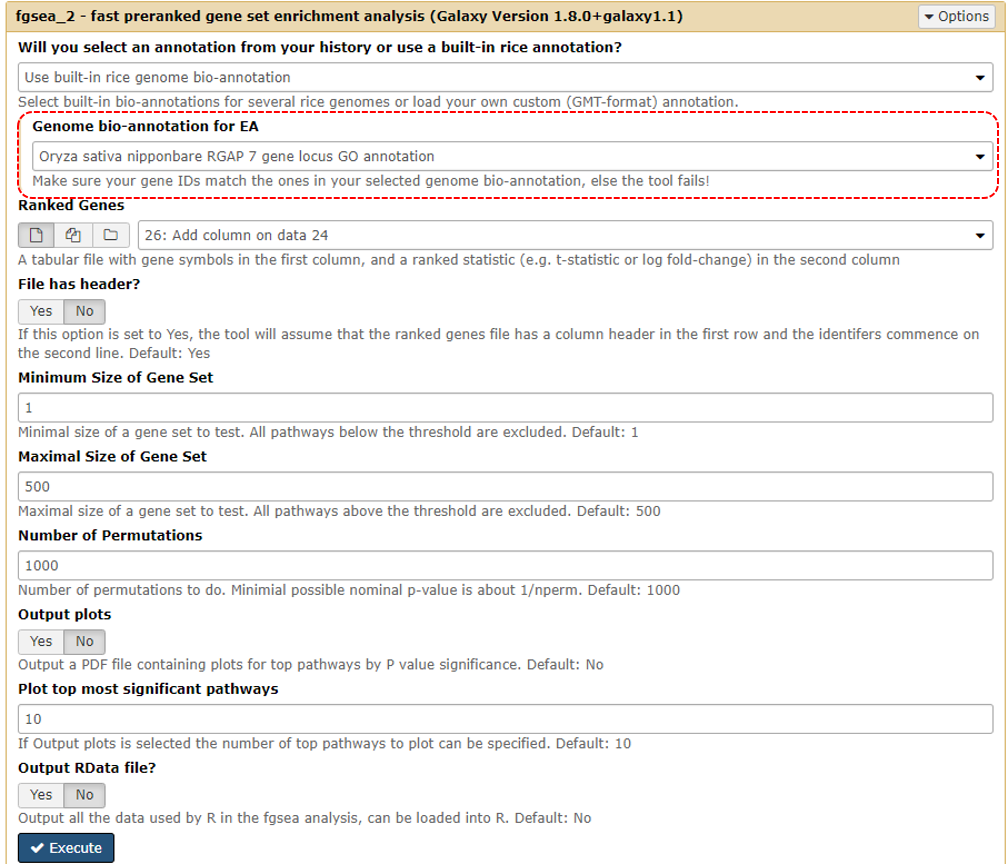 fgsea_2 - fast preranked gene set enrichment analysis (Galaxy Version 1.8.0+galaxy1.1)
Options
Will you select an annotation from your history or use a built-in rice annotation?
Use built-in rice genome bio-annotation
Select built-in bio-annotations for several rice genomes or load your own custom (GMT-format) annotation.
Genome bio-annotation for EA
Oryza sativa nipponbare RGAP 7 gene locus GO annotation
Make sure your gene IDs match the ones in your selected genome bio-annotation, else the tool fails!
Ranked Genes
26: Add column on data 24
A tabular file with gene symbols in the first column, and a ranked statistic (e.g. t-statistic or log fold-change) in the second column
File has header?
Yes No
If this option is set to Yes, the tool will assume that the ranked genes file has a column header in the first row and the identifers commence on
the second line. Default: Yes
Minimum Size of Gene Set
1
Minimal size of a gene set to test. All pathways below the threshold are excluded. Default: 1
Maximal Size of Gene Set
500
Maximal size of a gene set to test. All pathways above the threshold are excluded. Default: 500
Number of Permutations
1000
Number of permutations to do. Minimial possible nominal p-value is about 1/nperm. Default: 1000
Output plots
Yes No
Output a PDF file containing plots for top pathways by P value significance. Default: No
Plot top most significant pathways
10
If Output plots is selected the number of top pathways to plot can be specified. Default: 10
Output RData file?
Yes No
Output all the data used by R in the fgsea analysis, can be loaded into R. Default: No
Execute